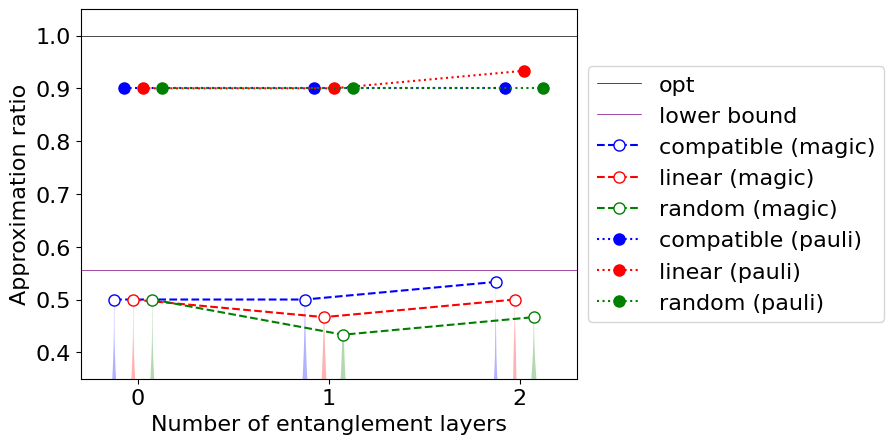 Approximation ratio
1.0
0.9
0.8
0.7
0.6
0.5
0.4
0
1
2
Number of entanglement layers
opt
lower bound
compatible (magic)
linear (magic)
random (magic)
compatible (pauli)
linear (pauli)
random (pauli)